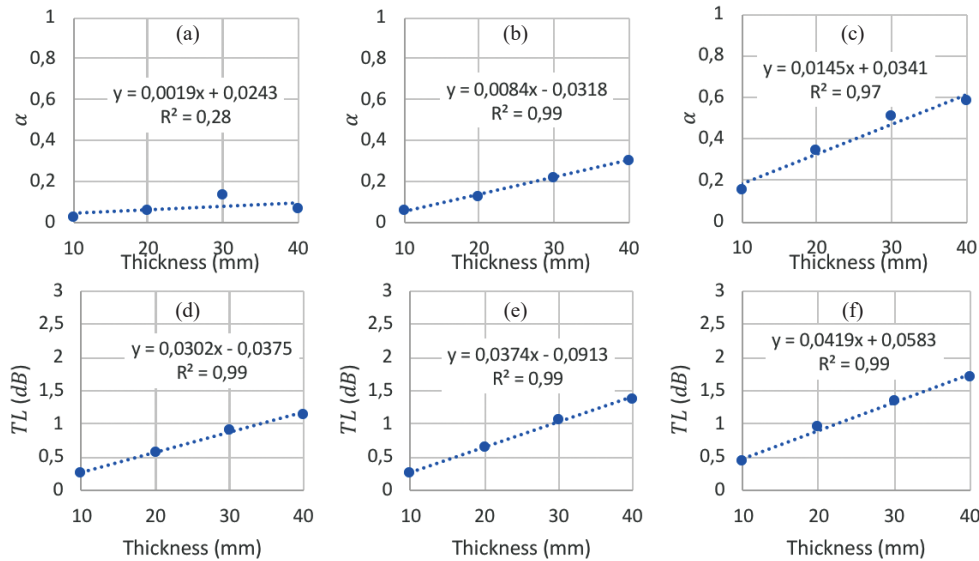 1
0,8
0,6
0,4
0,2
0
α
(a)
y = 0,0019x + 0,0243
R² = 0,28
10 20 30 40
Thickness (mm)
1
0,8
0,6
0,4
0,2
0
α
(b)
y = 0,0084x - 0,0318
R² = 0,99
10 20 30 40
Thickness (mm)
1
0,8
0,6
0,4
0,2
0
α
(c)
y = 0,0145x + 0,0341
R² = 0,97
10 20 30 40
Thickness (mm)
3
2,5
2
1,5
1
0,5
0
TL (dB)
(d)
y = 0,0302x - 0,0375
R² = 0,99
10 20 30 40
Thickness (mm)
3
2,5
2
1,5
1
0,5
0
TL (dB)
(e)
y = 0,0374x - 0,0913
R² = 0,99
10 20 30 40
Thickness (mm)
3
2,5
2
1,5
1
0,5
0
TL (dB)
(f)
y = 0,0419x + 0,0583
R² = 0,99
10 20 30 40
Thickness (mm)